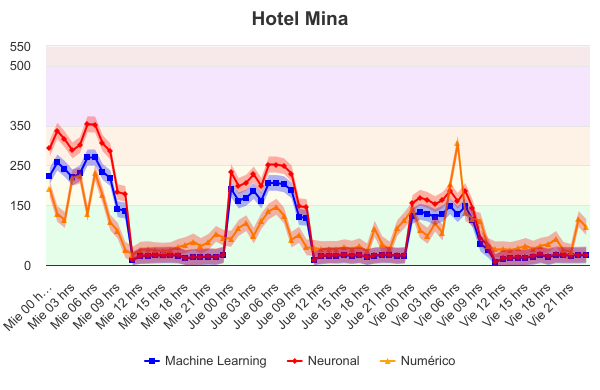 Hotel Mina
550
500
350
250
150
0
Mie 00 h...
Mie 03 hrs
Mie 06 hrs
Mie 09 hrs
Mie 12 hrs
Mie 15 hrs
Mie 18 hrs
Mie 21 hrs
Jue 00 hrs
Jue 03 hrs
Jue 06 hrs
Jue 09 hrs
Jue 12 hrs
Jue 15 hrs
Jue 18 hrs
Jue 21 hrs
Vie 00 hrs
Vie 03 hrs
Vie 06 hrs
Vie 09 hrs
Vie 12 hrs
Vie 15 hrs
Vie 18 hrs
Vie 21 hrs
Machine Learning Neuronal Numérico